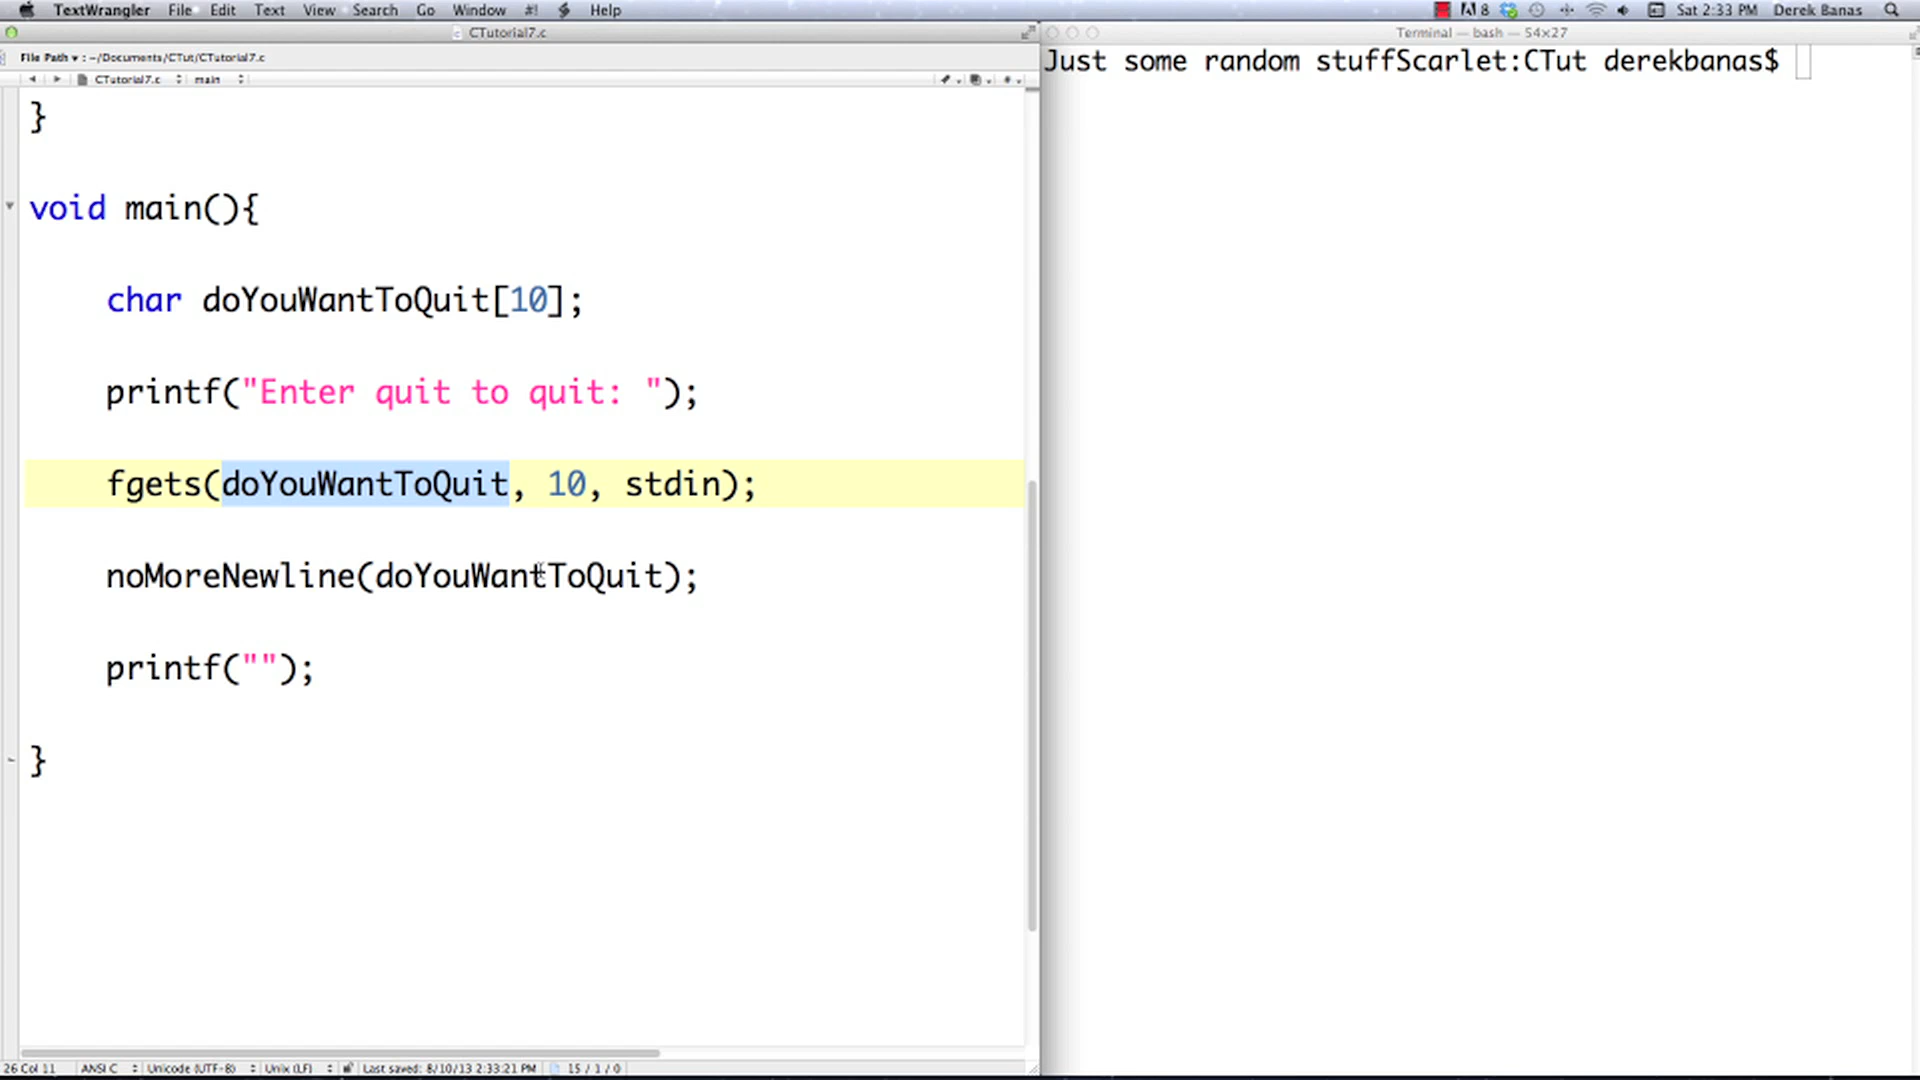 TextWrangler File Edit Text View Search Go Window #! Help
8 Sat 2:33 PM Derek Banas
CTutorial7.c
Terminal — bash — 54×27
File Path ▾ : ~/Documents/CTut/CTutorial7.c
CTutorial7.c main
Just some random stuffScarlet:CTut derekbanas$
}
void main(){
char doYouWantToQuit[10];
printf("Enter quit to quit: ");
fgets(doYouWantToQuit, 10, stdin);
noMoreNewline(doYouWantToQuit);
printf("");
}
26 Col 11 ANSI C Unicode (UTF-8) Unix (LF) Last saved: 8/10/13 2:33:21 PM 15 / 1 / 0